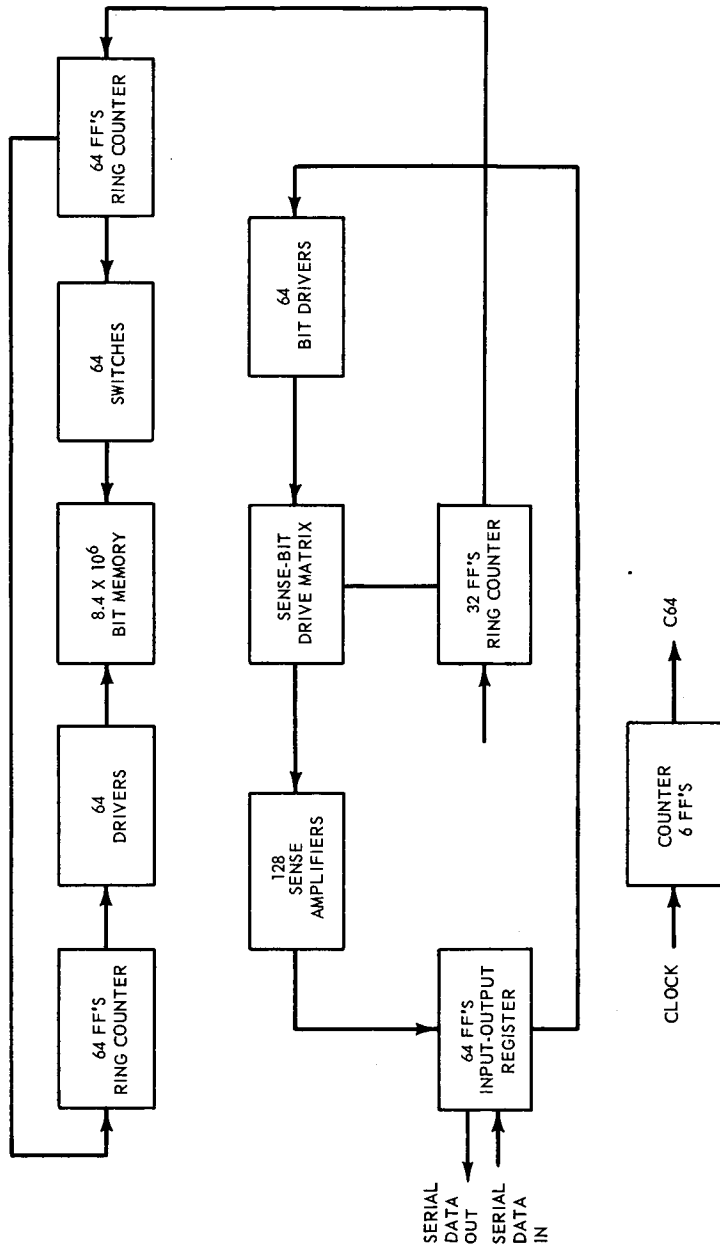 64 FF'S
RING COUNTER
64
DRIVERS
8.4 X 10⁶
BIT MEMORY
64
SWITCHES
64 FF'S
RING COUNTER
128
SENSE
AMPLIFIERS
SENSE-BIT
DRIVE MATRIX
64
BIT DRIVERS
SERIAL
DATA
OUT
SERIAL
DATA
IN
64 FF'S
INPUT-OUTPUT
REGISTER
32 FF'S
RING COUNTER
CLOCK
COUNTER
6 FF'S
C64